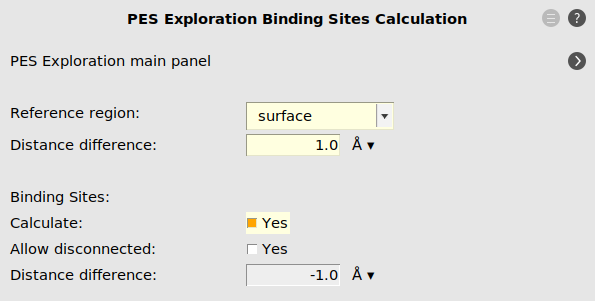 PES Exploration Binding Sites Calculation
?
PES Exploration main panel
Reference region: surface
Distance difference: 1.0 Å
Binding Sites:
Calculate: Yes
Allow disconnected: Yes
Distance difference: -1.0 Å